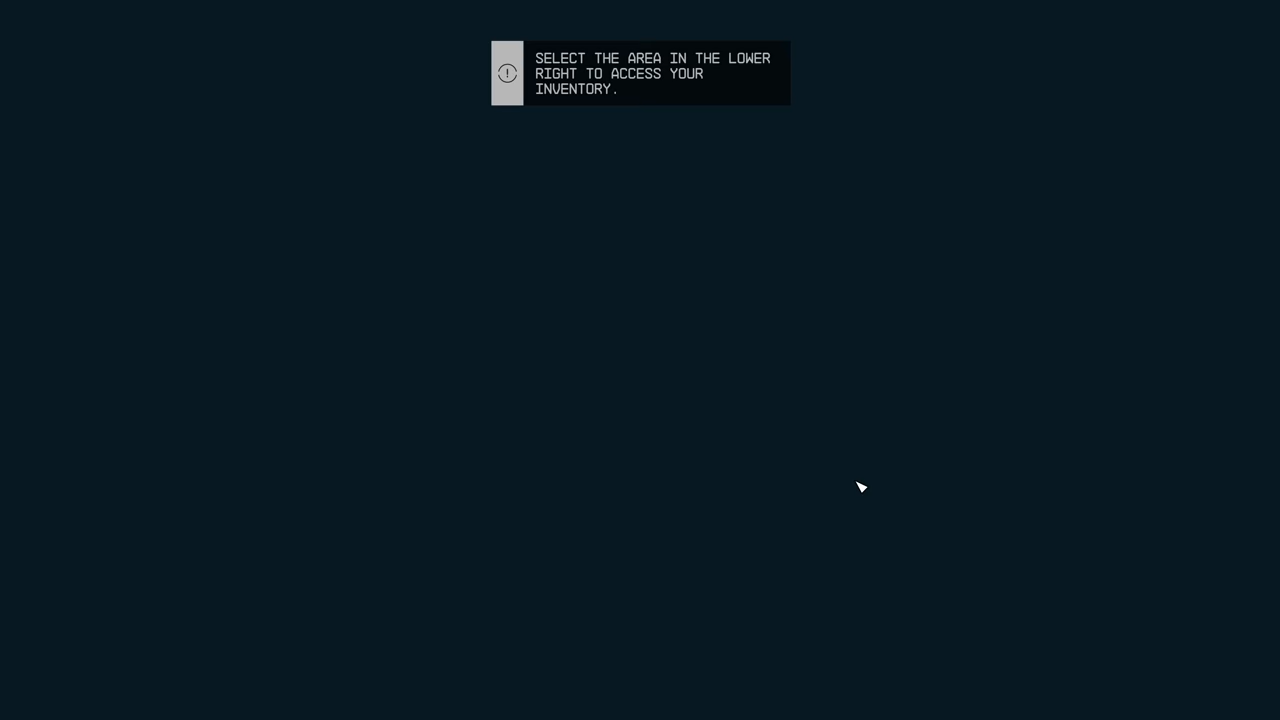 SELECT THE AREA IN THE LOWER
RIGHT TO ACCESS YOUR
INVENTORY.